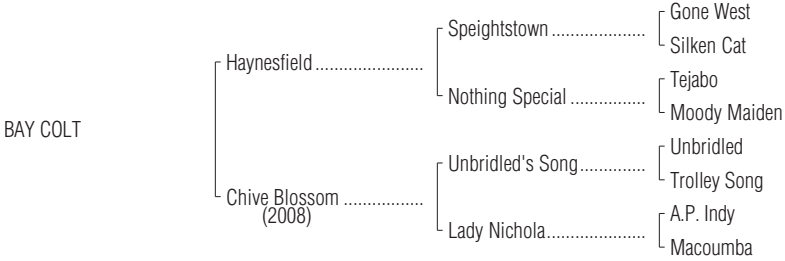 Gone West
Speightstown ....................
Silken Cat
Haynesfield .......................
Tejabo
Nothing Special ................
Moody Maiden
BAY COLT
Unbridled
Unbridled's Song..............
Trolley Song
Chive Blossom .................
(2008)
A.P. Indy
Lady Nichola.....................
Macoumba